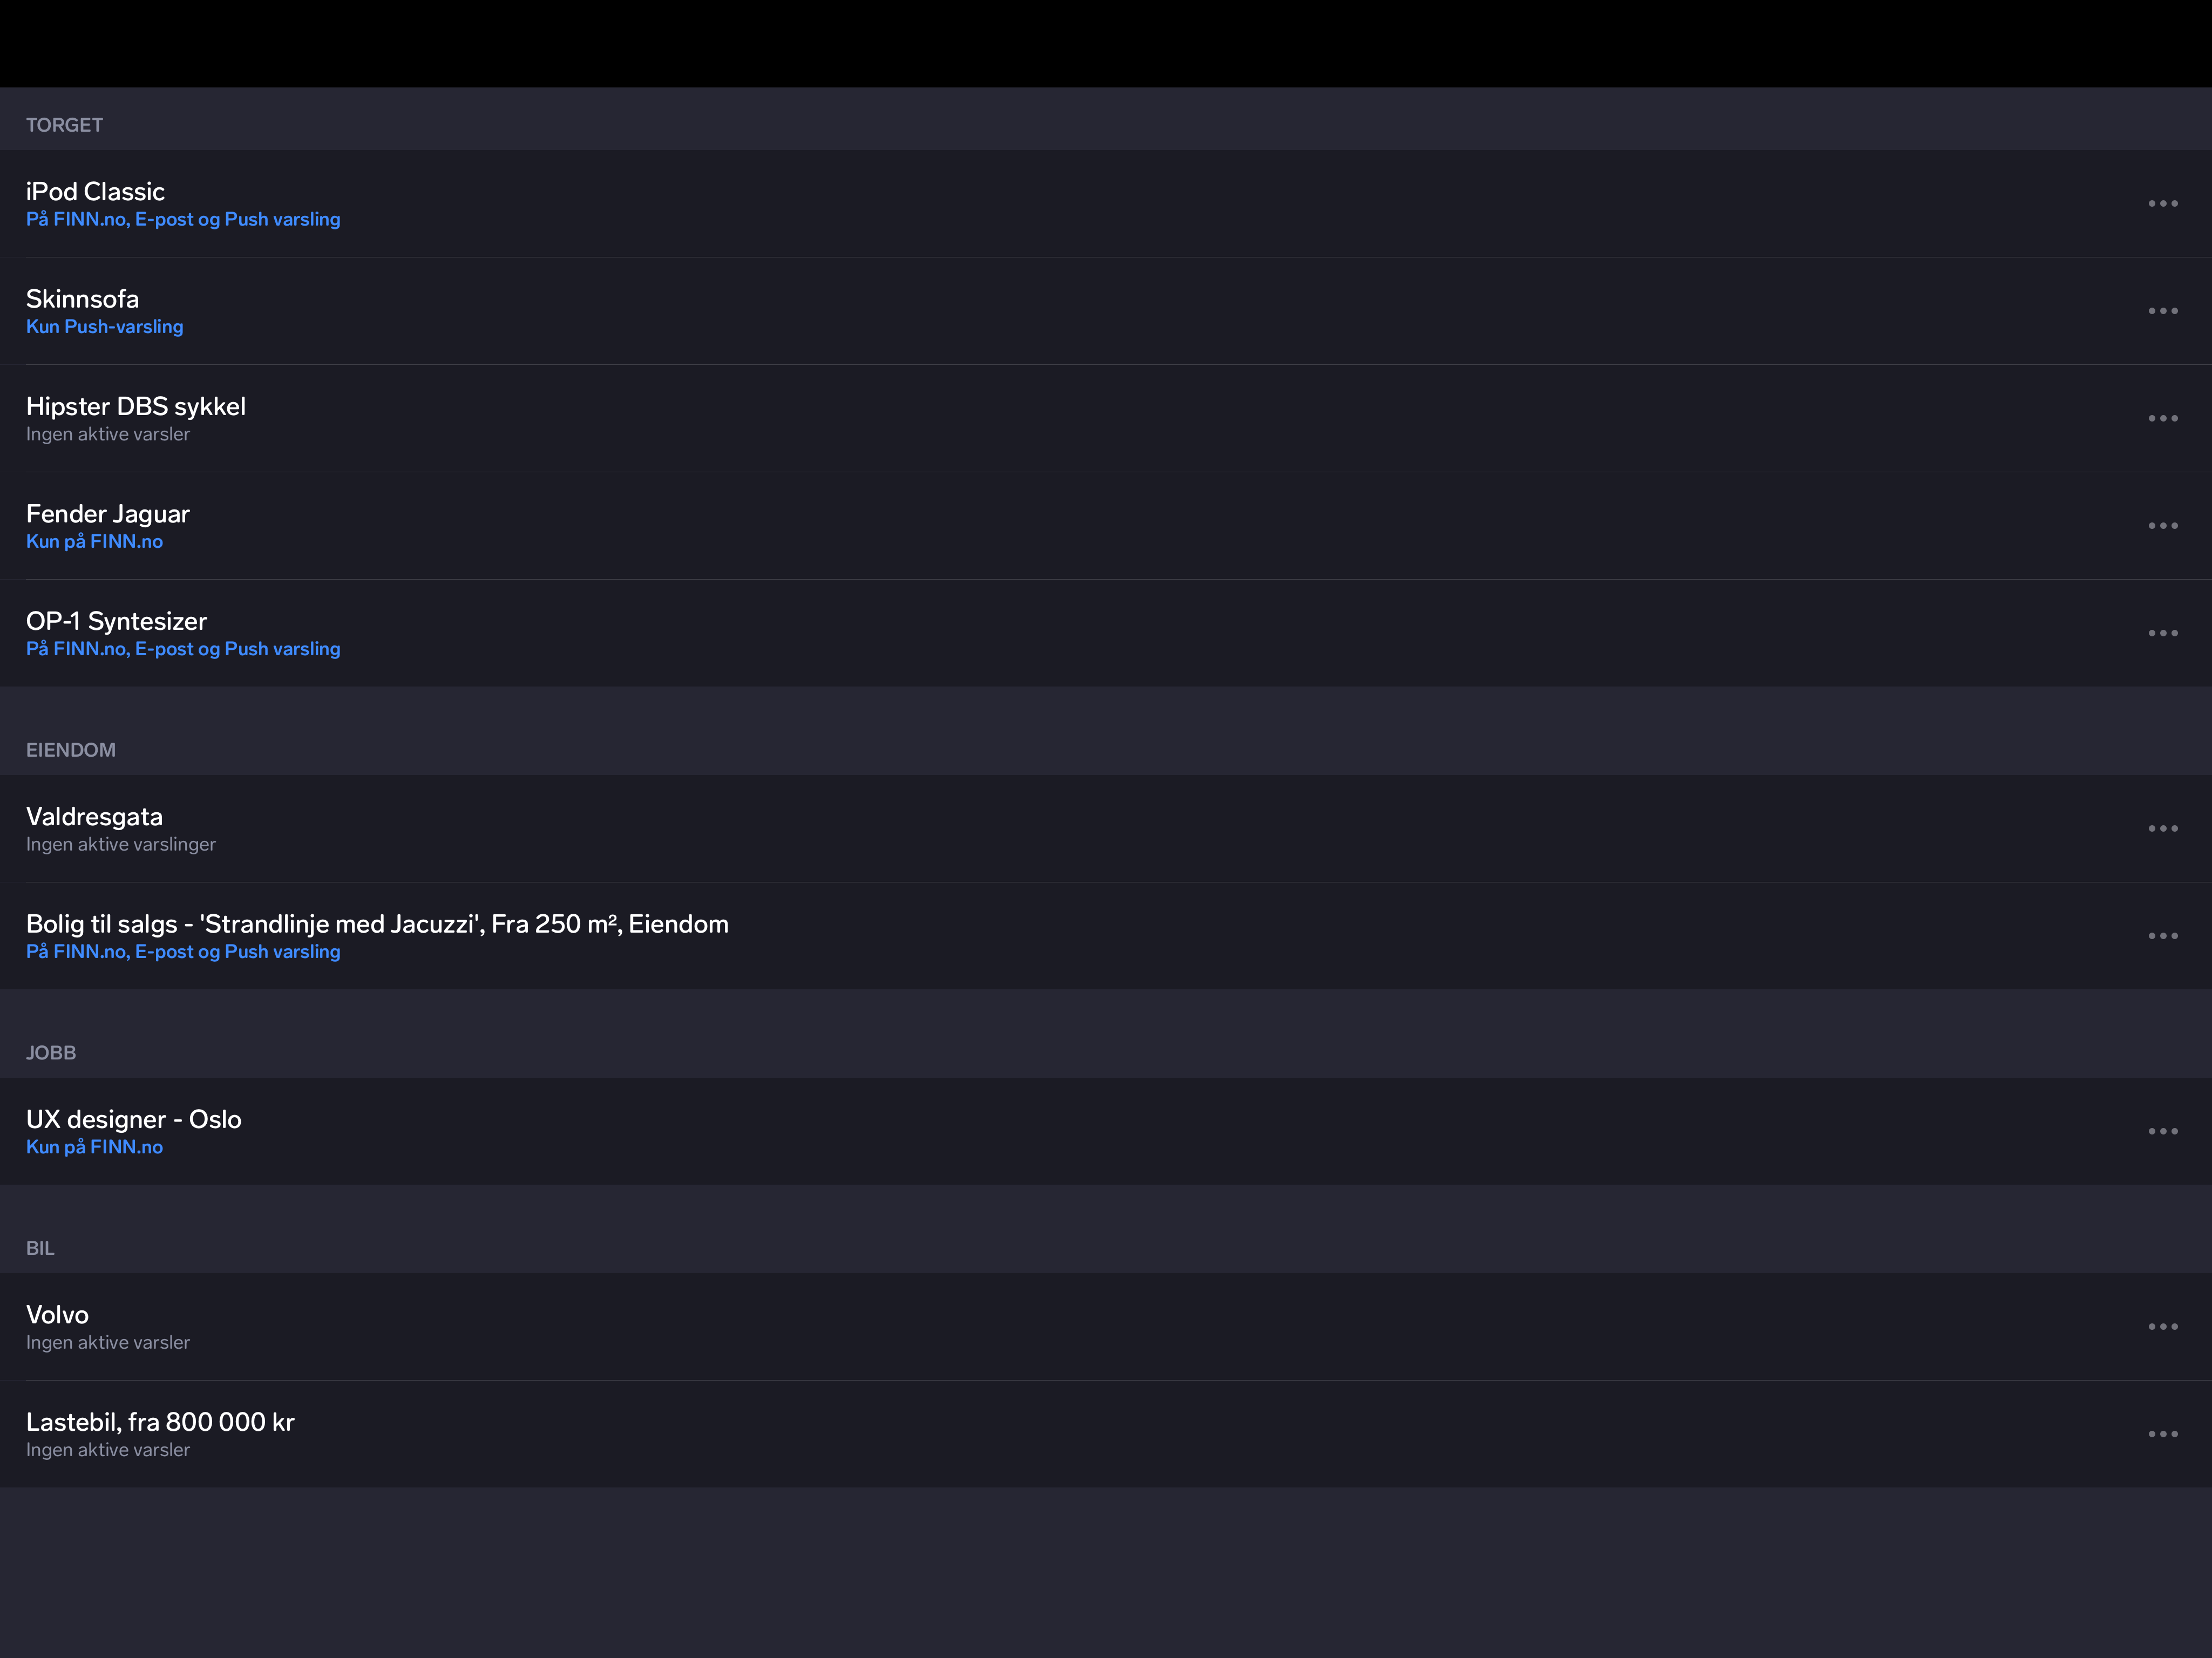 TORGET
iPod Classic
På FINN.no, E-post og Push varsling
Skinnsofa
Kun Push-varsling
Hipster DBS sykkel
Ingen aktive varsler
Fender Jaguar
Kun på FINN.no
OP-1 Syntesizer
På FINN.no, E-post og Push varsling
EIENDOM
Valdresgata
Ingen aktive varslinger
Bolig til salgs - 'Strandlinje med Jacuzzi', Fra 250 m², Eiendom
På FINN.no, E-post og Push varsling
JOBB
UX designer - Oslo
Kun på FINN.no
BIL
Volvo
Ingen aktive varsler
Lastebil, fra 800 000 kr
Ingen aktive varsler